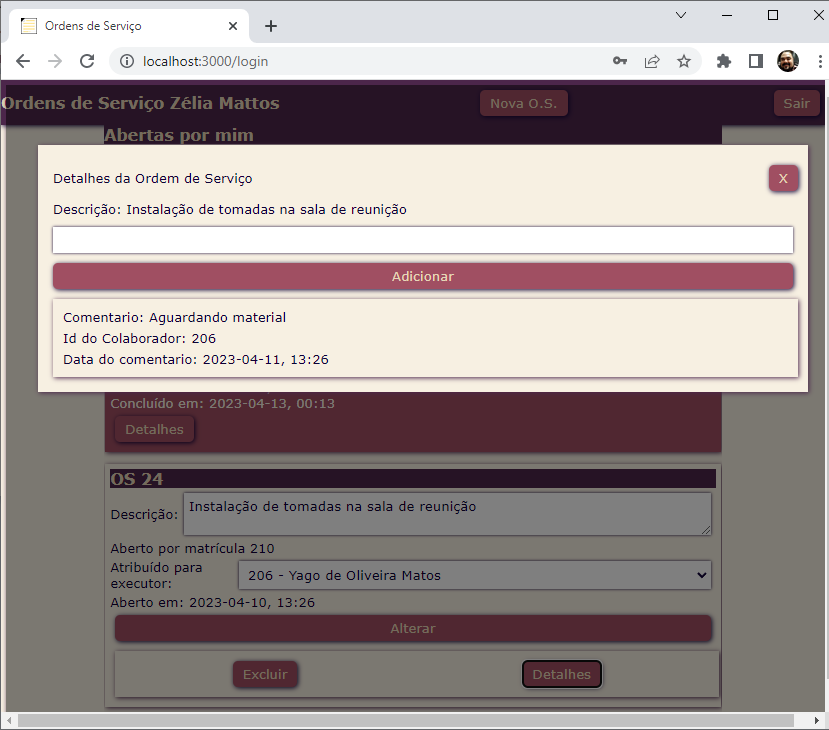 Ordens de Serviço
localhost:3000/login
Ordens de Serviço Zélia Mattos
Nova O.S.
Sair
Abertas por mim
Detalhes da Ordem de Serviço
X
Descrição: Instalação de tomadas na sala de reunição
Adicionar
Comentario: Aguardando material
Id do Colaborador: 206
Data do comentario: 2023-04-11, 13:26
Concluído em: 2023-04-13, 00:13
Detalhes
OS 24
Descrição:
Instalação de tomadas na sala de reunição
Aberto por matrícula 210
Atribuído para
executor:
206 - Yago de Oliveira Matos
Aberto em: 2023-04-10, 13:26
Alterar
Excluir
Detalhes